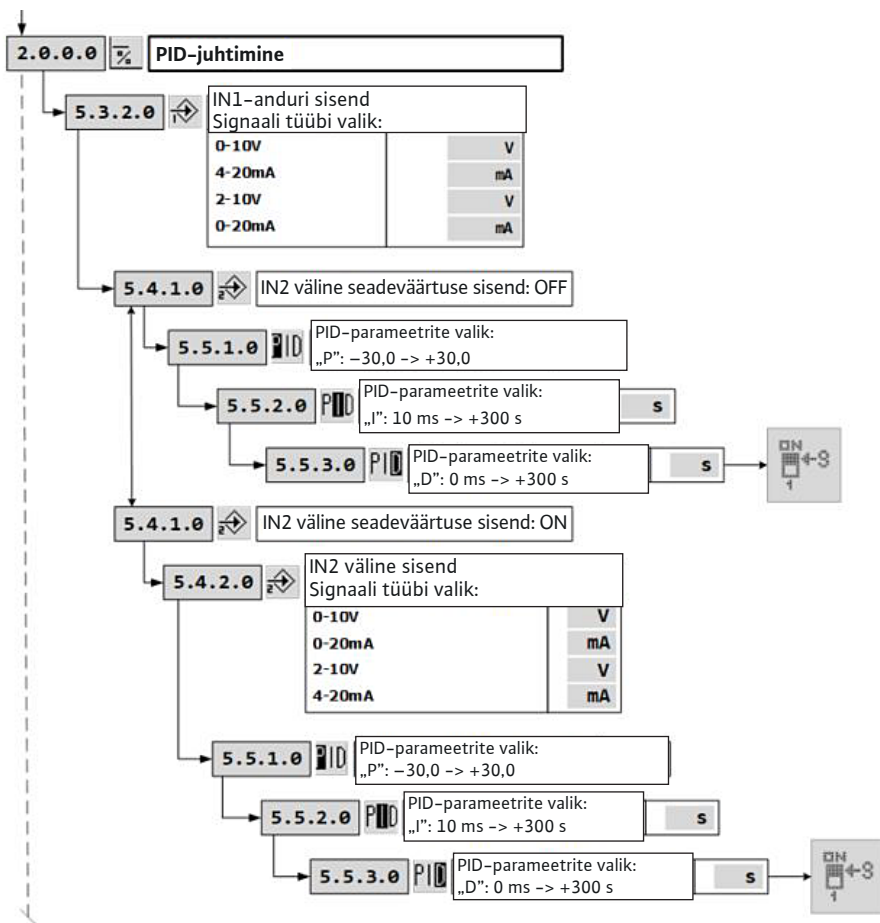 2.0.0.0 PID-juhtimine
5.3.2.0 1 IN1-anduri sisend
Signaali tüübi valik:
0-10V V
4-20mA mA
2-10V V
0-20mA mA
5.4.1.0 2 IN2 väline seadeväärtuse sisend: OFF
5.5.1.0 PID PID-parameetrite valik:
„P”: −30,0 -> +30,0
5.5.2.0 PID PID-parameetrite valik:
„I”: 10 ms -> +300 s s
5.5.3.0 PID PID-parameetrite valik:
„D”: 0 ms -> +300 s s
ON
1
5.4.1.0 2 IN2 väline seadeväärtuse sisend: ON
5.4.2.0 2 IN2 väline sisend
Signaali tüübi valik:
0-10V V
0-20mA mA
2-10V V
4-20mA mA
5.5.1.0 PID PID-parameetrite valik:
„P”: −30,0 -> +30,0
5.5.2.0 PID PID-parameetrite valik:
„I”: 10 ms -> +300 s s
5.5.3.0 PID PID-parameetrite valik:
„D”: 0 ms -> +300 s s
ON
1